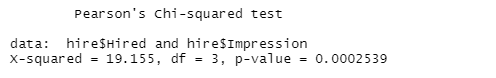 Pearson's Chi-squared test
data:  hire$Hired and hire$Impression
X-squared = 19.155, df = 3, p-value = 0.0002539